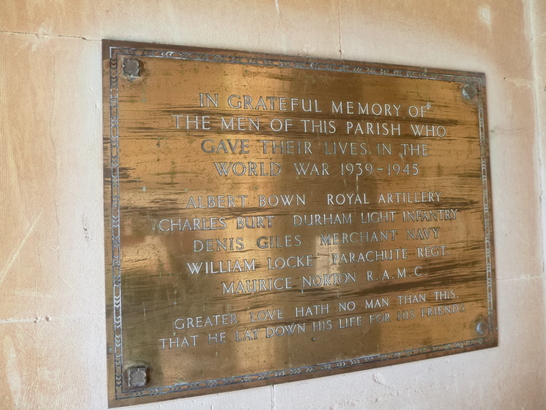 IN GRATEFUL MEMORY OF
THE MEN OF THIS PARISH WHO
GAVE THEIR LIVES IN THE
WORLD WAR 1939-1945
ALBERT BOWN ROYAL ARTILLERY
CHARLES BURT DURHAM LIGHT INFANTRY
DENIS GILES MERCHANT NAVY
WILLIAM LOCKE PARACHUTE REGT
MAURICE NORTON R.A.M.C.
GREATER LOVE HATH NO MAN THAN THIS,
THAT HE LAY DOWN HIS LIFE FOR HIS FRIENDS